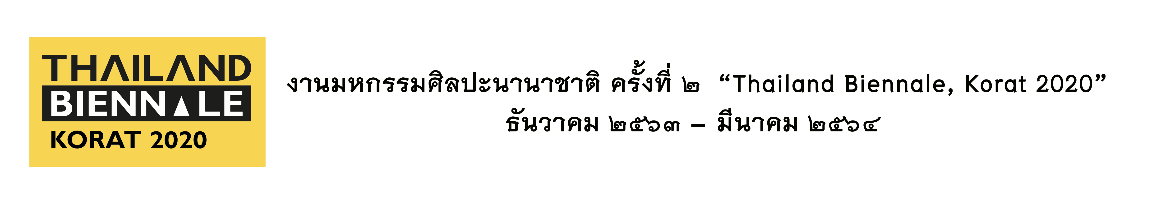 THAILAND
BIENNALE
KORAT 2020
งานมหกรรมศิลปะนานาชาติ ครั้งที่ ๒ “Thailand Biennale, Korat 2020”
ธันวาคม ๒๕๖๓ – มีนาคม ๒๕๖๔